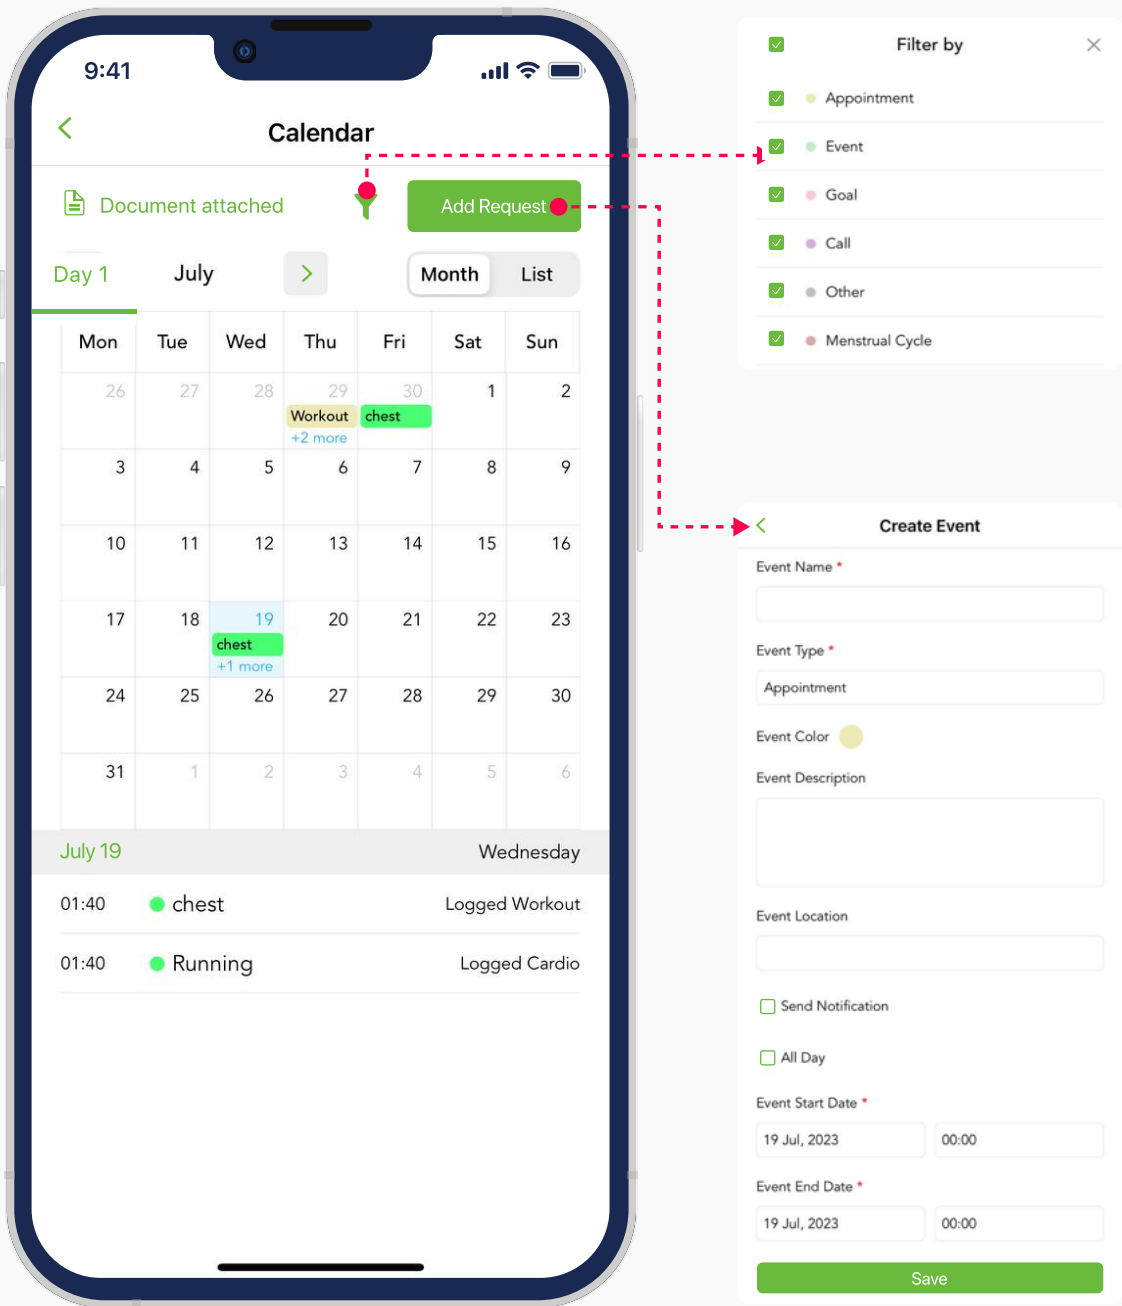 9:41
Calendar
Document attached
Add Request
Day 1
July
Month
List
Mon Tue Wed Thu Fri Sat Sun
26 27 28 29 30 1 2
Workout chest
+2 more
3 4 5 6 7 8 9
10 11 12 13 14 15 16
17 18 19 20 21 22 23
chest
+1 more
24 25 26 27 28 29 30
31 1 2 3 4 5 6
July 19 Wednesday
01:40 chest Logged Workout
01:40 Running Logged Cardio
Filter by
Appointment
Event
Goal
Call
Other
Menstrual Cycle
Create Event
Event Name *
Event Type *
Appointment
Event Color
Event Description
Event Location
Send Notification
All Day
Event Start Date *
19 Jul, 2023 00:00
Event End Date *
19 Jul, 2023 00:00
Save